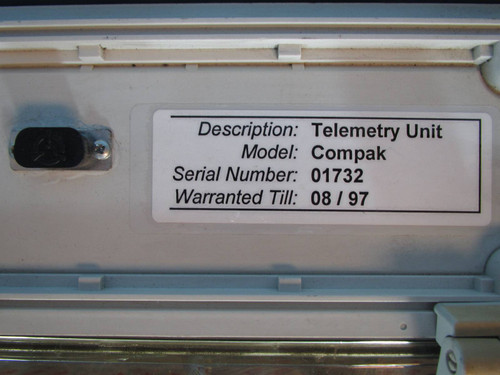 Description: Telemetry Unit
Model: Compak
Serial Number: 01732
Warranted Till: 08 / 97